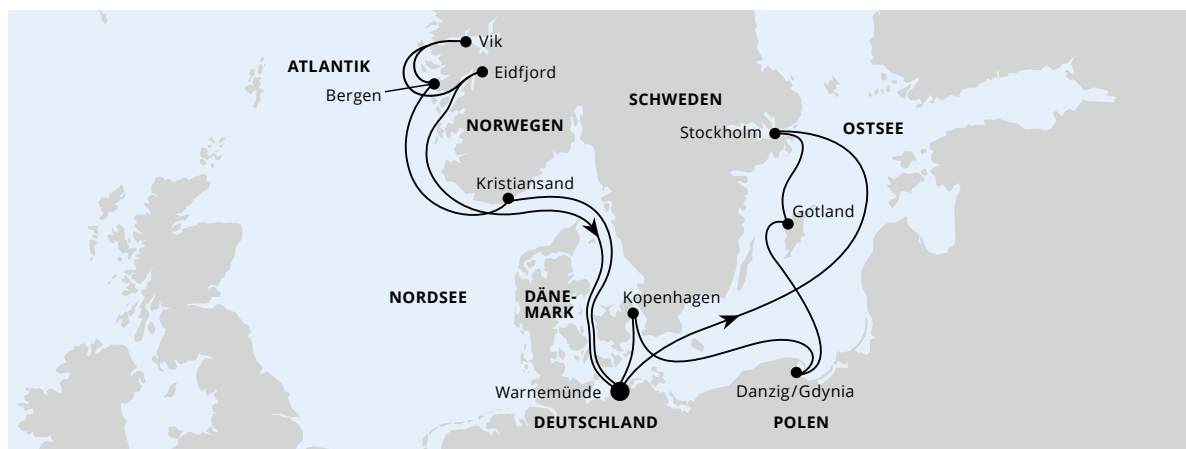 Vik
ATLANTIK
Eidfjord
Bergen
SCHWEDEN
NORWEGEN
Stockholm
OSTSEE
Kristiansand
Gotland
NORDSEE
DÄNE-
MARK
Kopenhagen
Warnemünde
Danzig/Gdynia
DEUTSCHLAND
POLEN